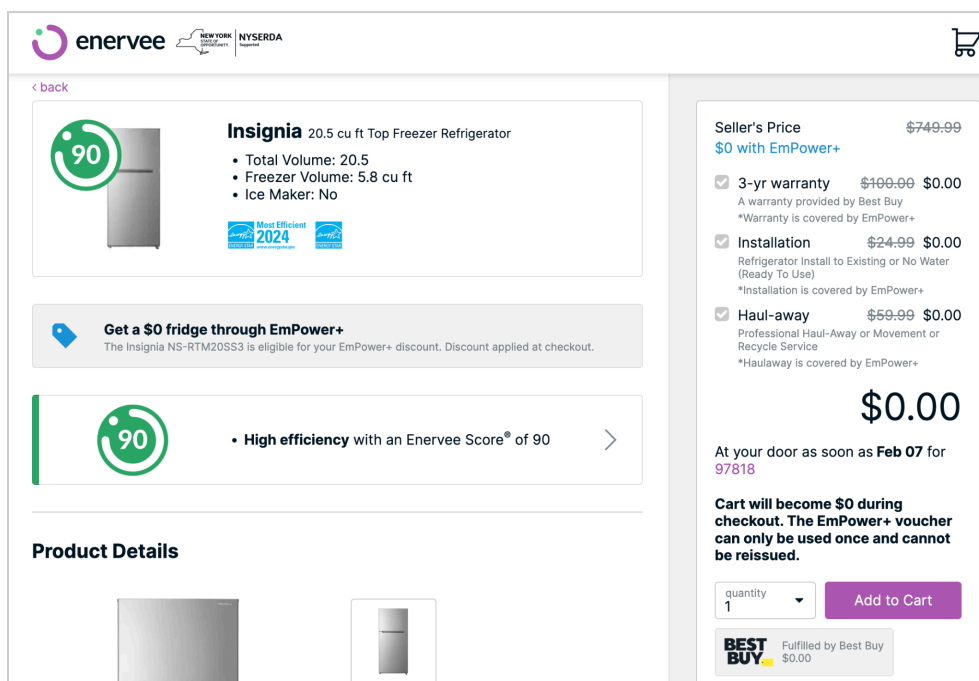 enervee
NEW YORK
STATE OF
OPPORTUNITY.
NYSERDA
Supported
< back
90
Insignia 20.5 cu ft Top Freezer Refrigerator
• Total Volume: 20.5
• Freezer Volume: 5.8 cu ft
• Ice Maker: No
ENERGY STAR
Most Efficient
2024
www.energystar.gov
ENERGY STAR
Get a $0 fridge through EmPower+
The Insignia NS-RTM20SS3 is eligible for your EmPower+ discount. Discount applied at checkout.
90
• High efficiency with an Enervee Score® of 90
Product Details
Seller's Price $749.99
$0 with EmPower+
3-yr warranty $100.00 $0.00
A warranty provided by Best Buy
*Warranty is covered by EmPower+
Installation $24.99 $0.00
Refrigerator Install to Existing or No Water
(Ready To Use)
*Installation is covered by EmPower+
Haul-away $59.99 $0.00
Professional Haul-Away or Movement or
Recycle Service
*Haulaway is covered by EmPower+
$0.00
At your door as soon as Feb 07 for
97818
Cart will become $0 during
checkout. The EmPower+ voucher
can only be used once and cannot
be reissued.
quantity
1
Add to Cart
BEST
BUY
Fulfilled by Best Buy
$0.00